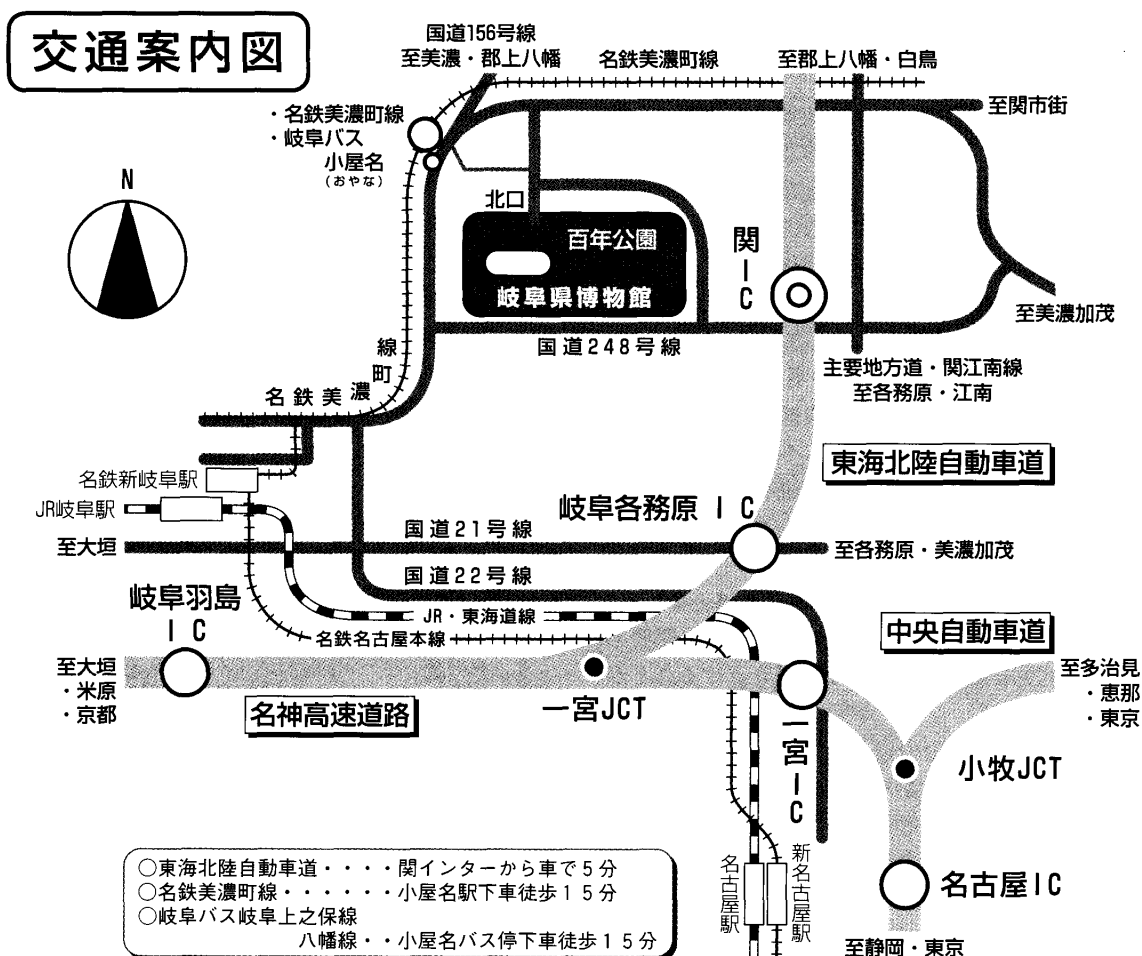 交通案内図
国道156号線
至美濃・郡上八幡
名鉄美濃町線
至郡上八幡・白鳥
・名鉄美濃町線
・岐阜バス
小屋名
(おやな)
至関市街
N
北口
百年公園
岐阜県博物館
関IC
至美濃加茂
国道248号線
主要地方道・関江南線
至各務原・江南
名鉄美濃町線
東海北陸自動車道
名鉄新岐阜駅
JR岐阜駅
岐阜各務原IC
国道21号線
至大垣
至各務原・美濃加茂
国道22号線
岐阜羽島
IC
JR・東海道線
名鉄名古屋本線
中央自動車道
至大垣
・米原
・京都
至多治見
・恵那
・東京
名神高速道路
一宮JCT
一宮IC
小牧JCT
名古屋駅
新名古屋駅
名古屋IC
至静岡・東京
○東海北陸自動車道・・・・関インターから車で5分
○名鉄美濃町線・・・・・・小屋名駅下車徒歩15分
○岐阜バス岐阜上之保線
八幡線・・小屋名バス停下車徒歩15分